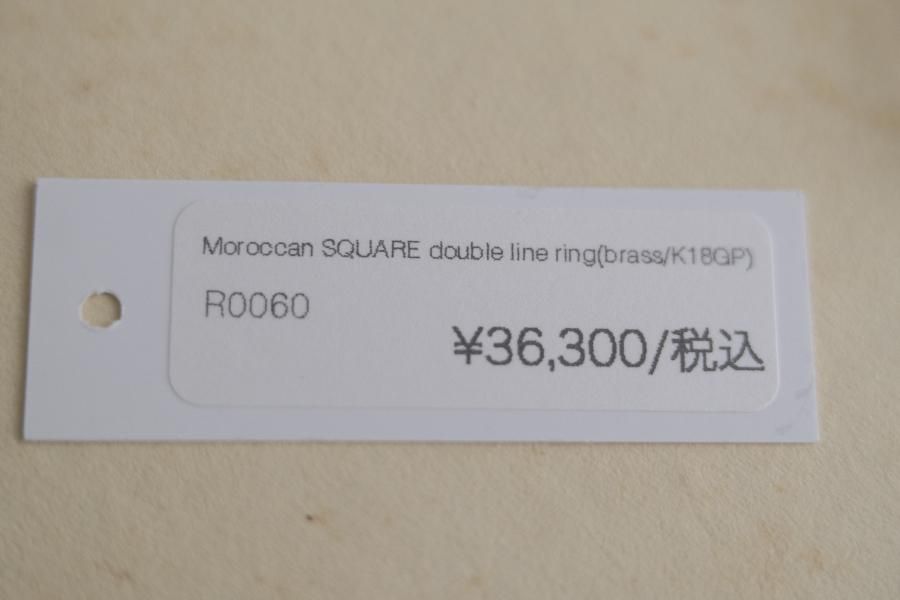 Moroccan SQUARE double line ring(brass/K18GP)
R0060
¥36,300/税込